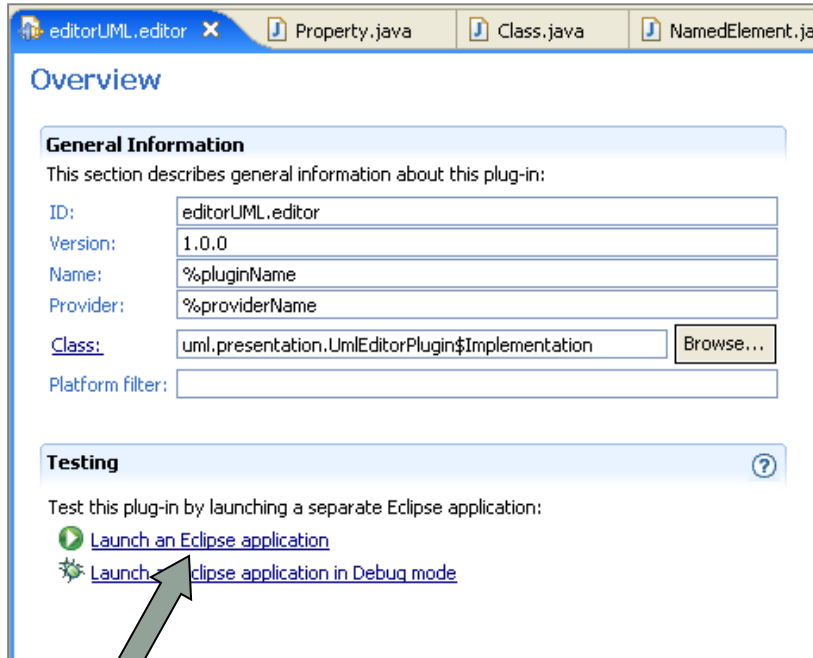 editorUML.editor Property.java Class.java NamedElement.ja
Overview
General Information
This section describes general information about this plug-in:
ID: editorUML.editor
Version: 1.0.0
Name: %pluginName
Provider: %providerName
Class: uml.presentation.UmlEditorPlugin$Implementation Browse...
Platform filter:
Testing
Test this plug-in by launching a separate Eclipse application:
Launch an Eclipse application
Launch clipse application in Debug mode